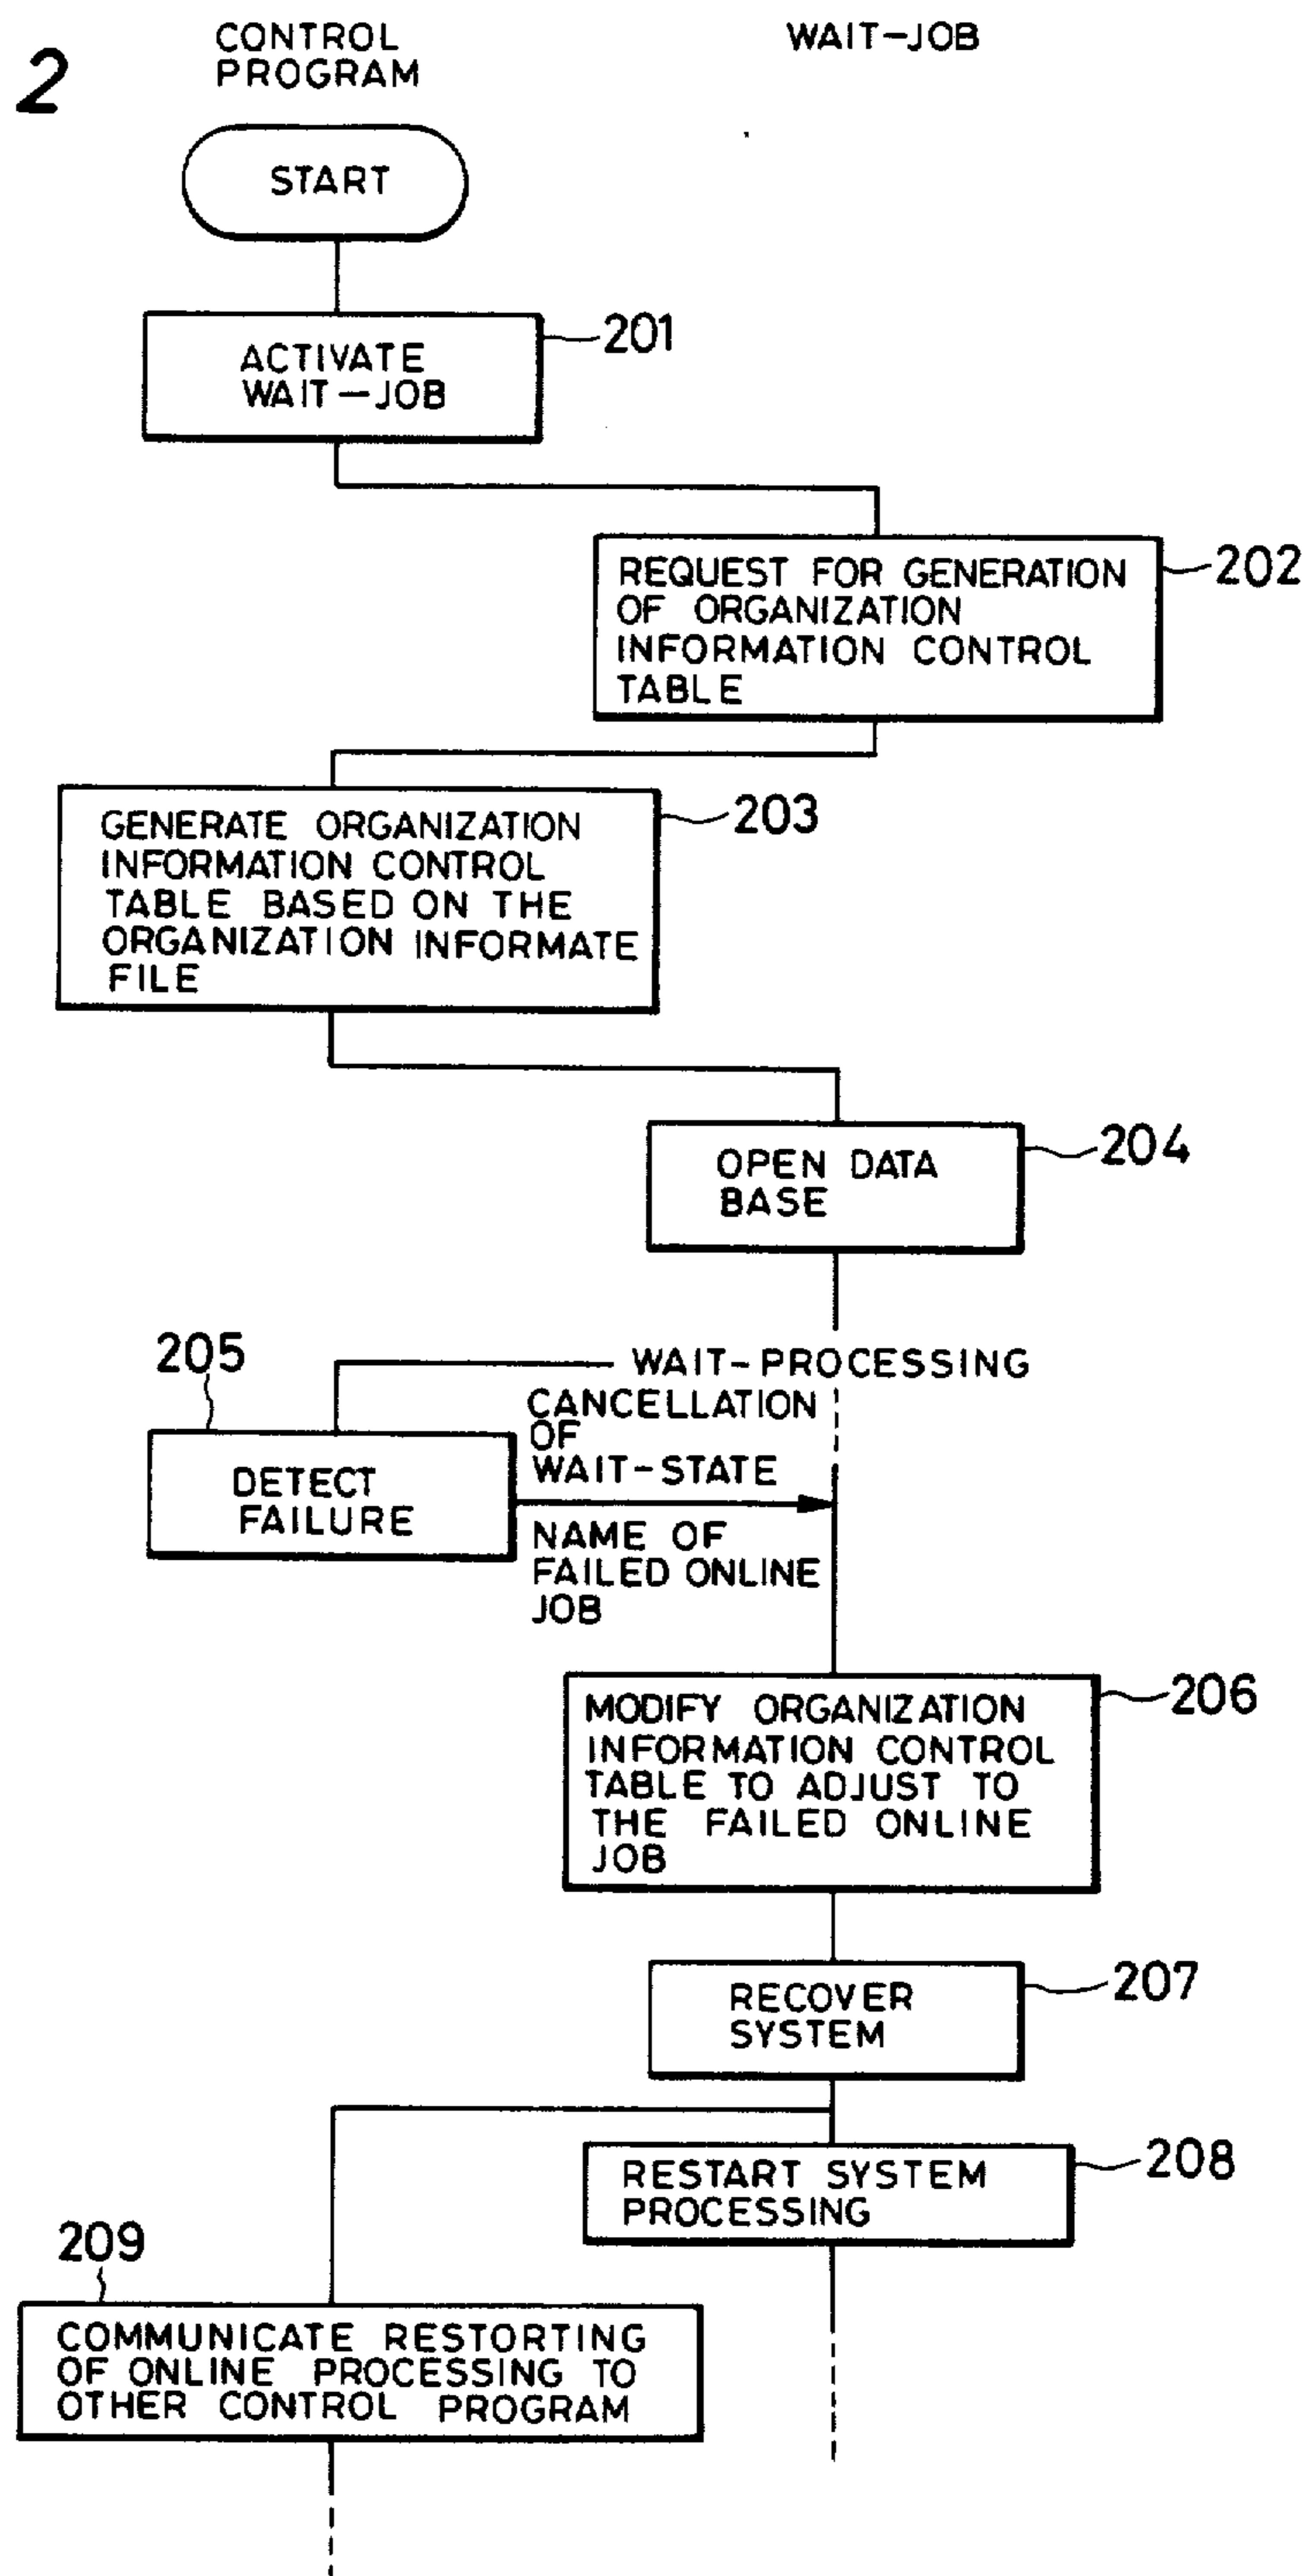 2
CONTROL
PROGRAM
WAIT-JOB
START
201
ACTIVATE
WAIT-JOB
202
REQUEST FOR GENERATION
OF ORGANIZATION
INFORMATION CONTROL
TABLE
203
GENERATE ORGANIZATION
INFORMATION CONTROL
TABLE BASED ON THE
ORGANIZATION INFORMATE
FILE
204
OPEN DATA
BASE
WAIT-PROCESSING
205
DETECT
FAILURE
CANCELLATION
OF
WAIT-STATE
NAME OF
FAILED ONLINE
JOB
206
MODIFY ORGANIZATION
INFORMATION CONTROL
TABLE TO ADJUST TO
THE FAILED ONLINE
JOB
207
RECOVER
SYSTEM
208
RESTART SYSTEM
PROCESSING
209
COMMUNICATE RESTORTING
OF ONLINE PROCESSING TO
OTHER CONTROL PROGRAM